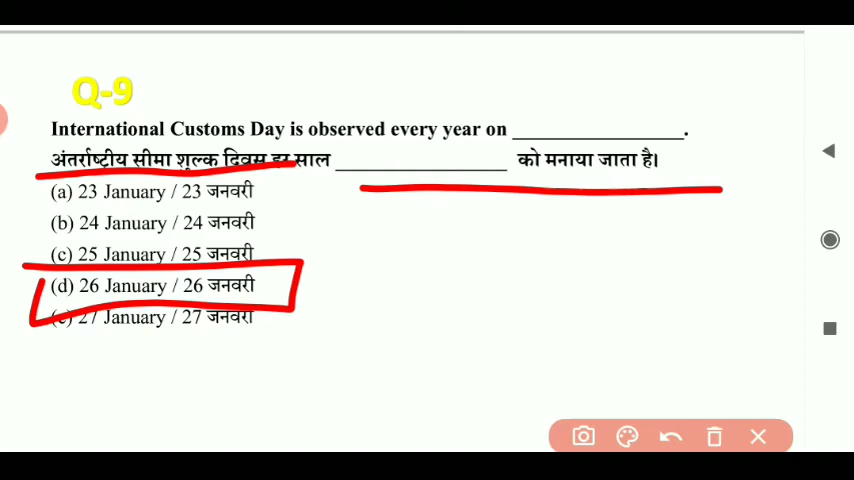 Q-9
International Customs Day is observed every year on _________________.
अंतर्राष्ट्रीय सीमा शुल्क दिवस हर साल _________________ को मनाया जाता है।
(a) 23 January / 23 जनवरी
(b) 24 January / 24 जनवरी
(c) 25 January / 25 जनवरी
(d) 26 January / 26 जनवरी
(e) 27 January / 27 जनवरी